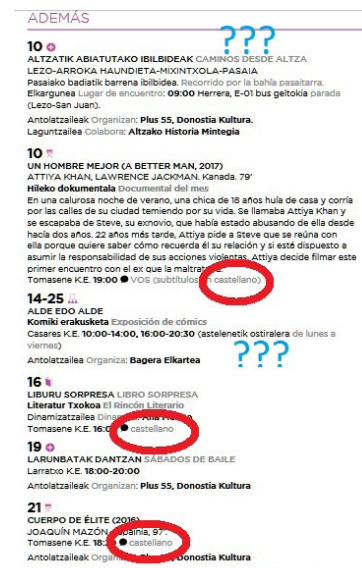 ADEMÁS
???
10
ALTZATIK ABIATUTAKO IBILBIDEAK CAMINOS DESDE ALTZA
LEZO-ARROKA HAUNDIETA-MIXINTXOLA-PASAIA
Pasaiako badiatik barrena ibilbidea. Recorrido por la bahía pasaitarra.
Elkargunea Lugar de encuentro: 09:00 Herrera, E-01 bus geltokia parada
(Lezo-San Juan).
Antolatzaileak Organizan: Plus 55, Donostia Kultura.
Laguntzailea Colabora: Altzako Historia Mintegia
10
UN HOMBRE MEJOR (A BETTER MAN, 2017)
ATTIYA KHAN, LAWRENCE JACKMAN. Kanada. 79'
Hileko dokumentala Documental del mes
En una calurosa noche de verano, una chica de 18 años huía de casa y corría
por las calles de su ciudad temiendo por su vida. Se llamaba Attiya Khan y
se escapaba de Steve, su exnovio, que había estado abusando de ella desde
hacía dos años. 22 años más tarde, Attiya pide a Steve que se reúna con
ella porque quiere saber cómo recuerda él su relación y si está dispuesto a
asumir la responsabilidad de sus acciones violentas. Attiya decide filmar este
primer encuentro con el ex que la
Tomasene K.E. 19:00 VOS (subtítulos en castellano)
14-25
ALDE EDO ALDE
Komiki erakusketa Exposición de cómics
Casares K.E. 10:00-14:00, 16:00-20:30 (astelenetik ostiralera de lunes a
viernes)
Antolatzailea Organiza: Bagera Elkartea
???
16
LIBURU SORPRESA LIBRO SORPRESA
Literatur Txokoa El Rincón Literario
Dinamizatzailea
Tomasene K.E. castellano
19
LARUNBATAK DANTZAN SÁBADOS DE BAILE
Larratxo K.E. 18:00-20:00
Antolatzaileak Organizan: Plus 55, Donostia Kultura
21
CUERPO DE ÉLITE (2016)
JOAQUÍN MAZÓN. 97'.
Tomasene K.E. castellano
Antolatzaileak Donostia Kultura